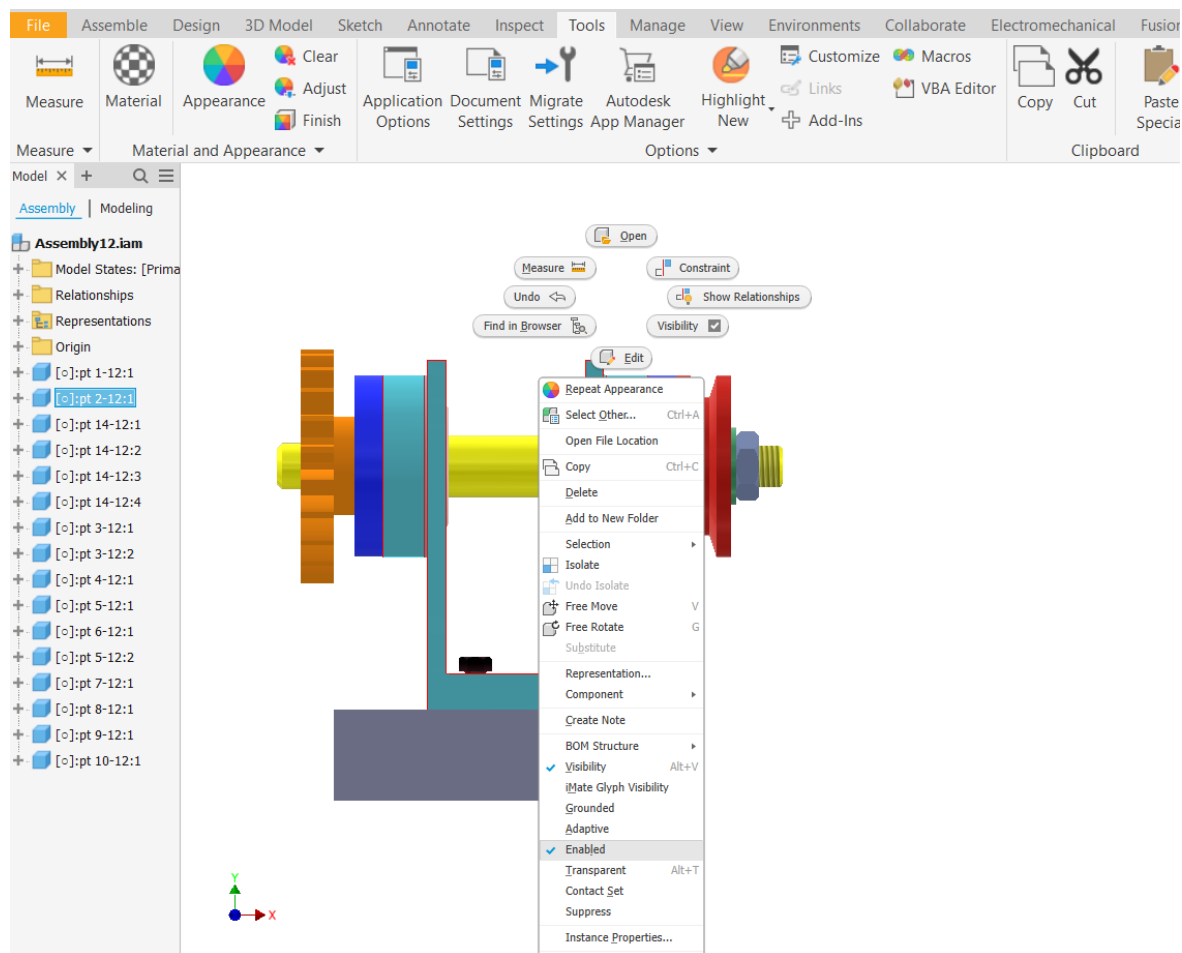 File Assemble Design 3D Model Sketch Annotate Inspect Tools Manage View Environments Collaborate Electromechanical Fusion
Measure
Material
Appearance
Clear
Adjust
Finish
Application Options
Document Settings
Migrate Settings
Autodesk App Manager
Highlight New
Customize
Links
Add-Ins
Macros
VBA Editor
Copy
Cut
Paste Specia
Measure Material and Appearance Options Clipboard
Model
Assembly | Modeling
Assembly12.iam
Model States: [Prima
Relationships
Representations
Origin
[○]:pt 1-12:1
[○]:pt 2-12:1
[○]:pt 14-12:1
[○]:pt 14-12:2
[○]:pt 14-12:3
[○]:pt 14-12:4
[○]:pt 3-12:1
[○]:pt 3-12:2
[○]:pt 4-12:1
[○]:pt 5-12:1
[○]:pt 6-12:1
[○]:pt 5-12:2
[○]:pt 7-12:1
[○]:pt 8-12:1
[○]:pt 9-12:1
[○]:pt 10-12:1
Open
Measure
Constraint
Undo
Show Relationships
Find in Browser
Visibility
Edit
Repeat Appearance
Select Other... Ctrl+A
Open File Location
Copy Ctrl+C
Delete
Add to New Folder
Selection
Isolate
Undo Isolate
Free Move V
Free Rotate G
Substitute
Representation...
Component
Create Note
BOM Structure
Visibility Alt+V
iMate Glyph Visibility
Grounded
Adaptive
Enabled
Transparent Alt+T
Contact Set
Suppress
Instance Properties...
Y
X